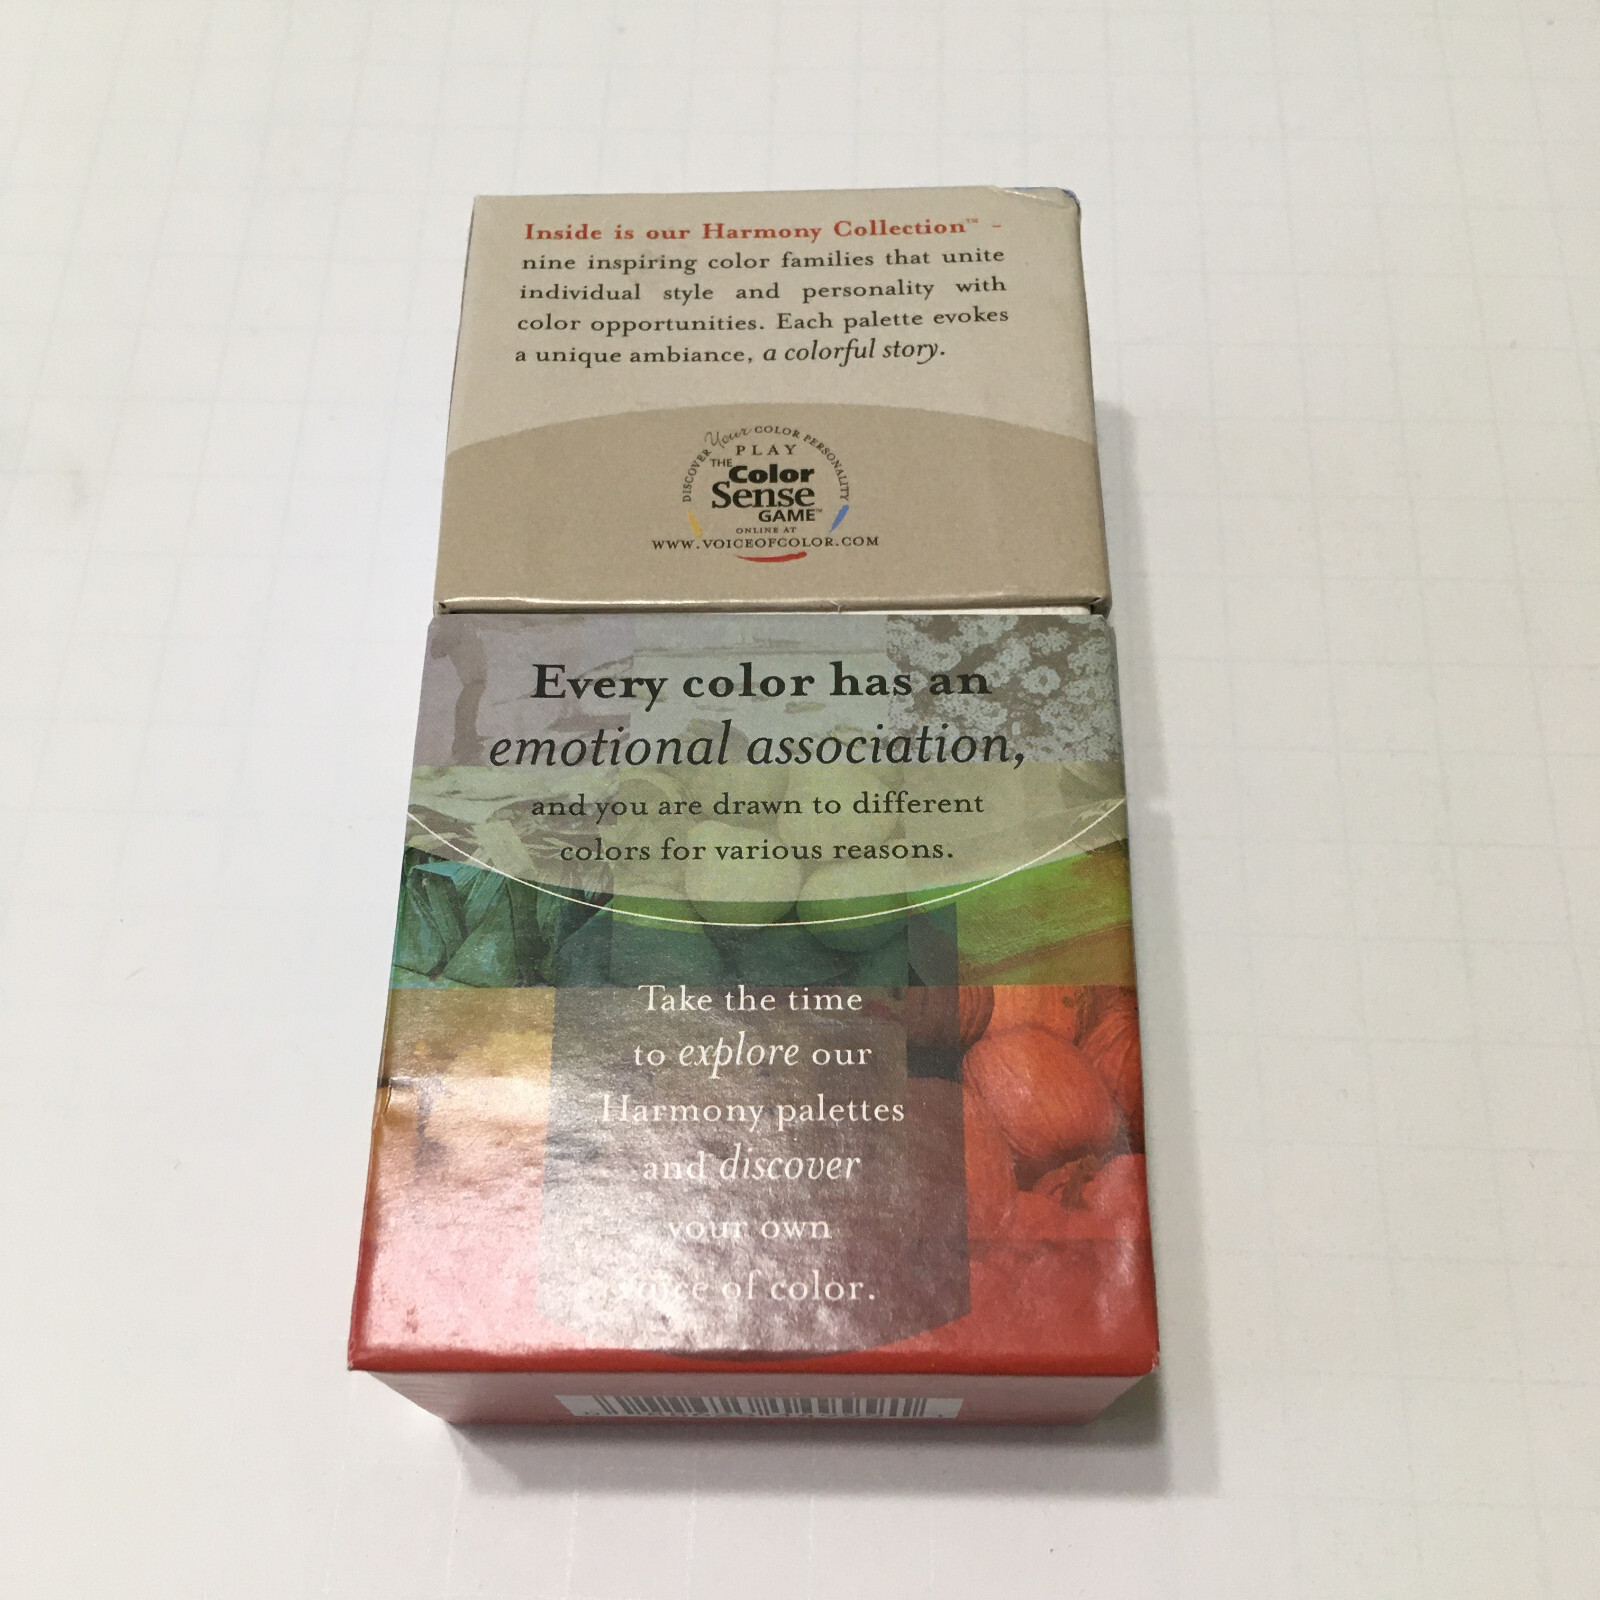 Inside is our Harmony Collection™ -
nine inspiring color families that unite
individual style and personality with
color opportunities. Each palette evokes
a unique ambiance, a colorful story.
DISCOVER Your COLOR PERSONALITY
PLAY
THE
Color
Sense
GAME™
ONLINE AT
WWW.VOICEOFCOLOR.COM
Every color has an
emotional association,
and you are drawn to different
colors for various reasons.
Take the time
to explore our
Harmony palettes
and discover
your own
voice of color.